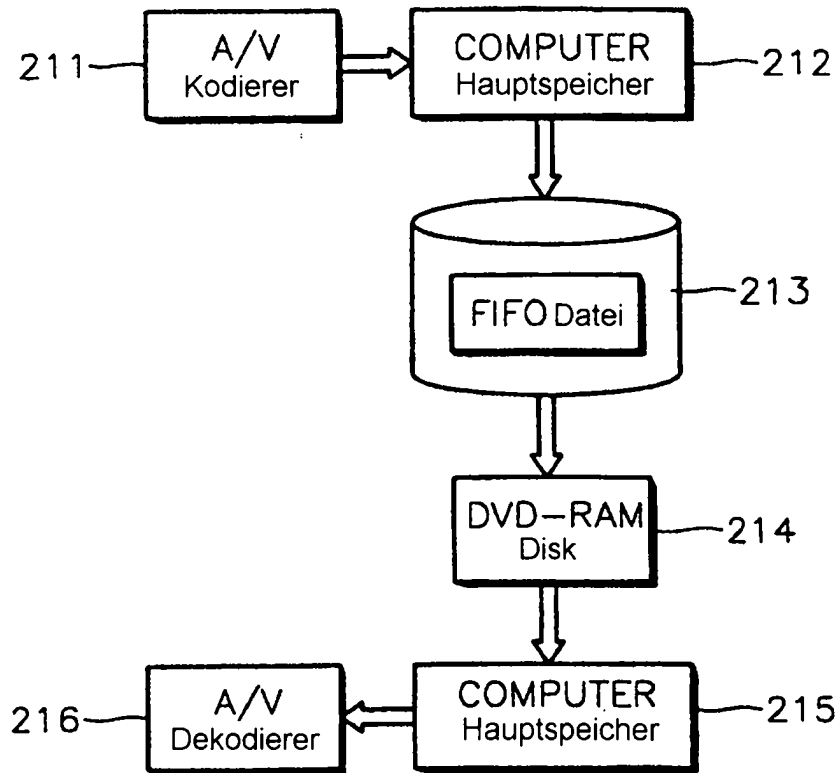 211
A/V
Kodierer
COMPUTER
Hauptspeicher
212
FIFO Datei
213
DVD-RAM
Disk
214
216
A/V
Dekodierer
COMPUTER
Hauptspeicher
215